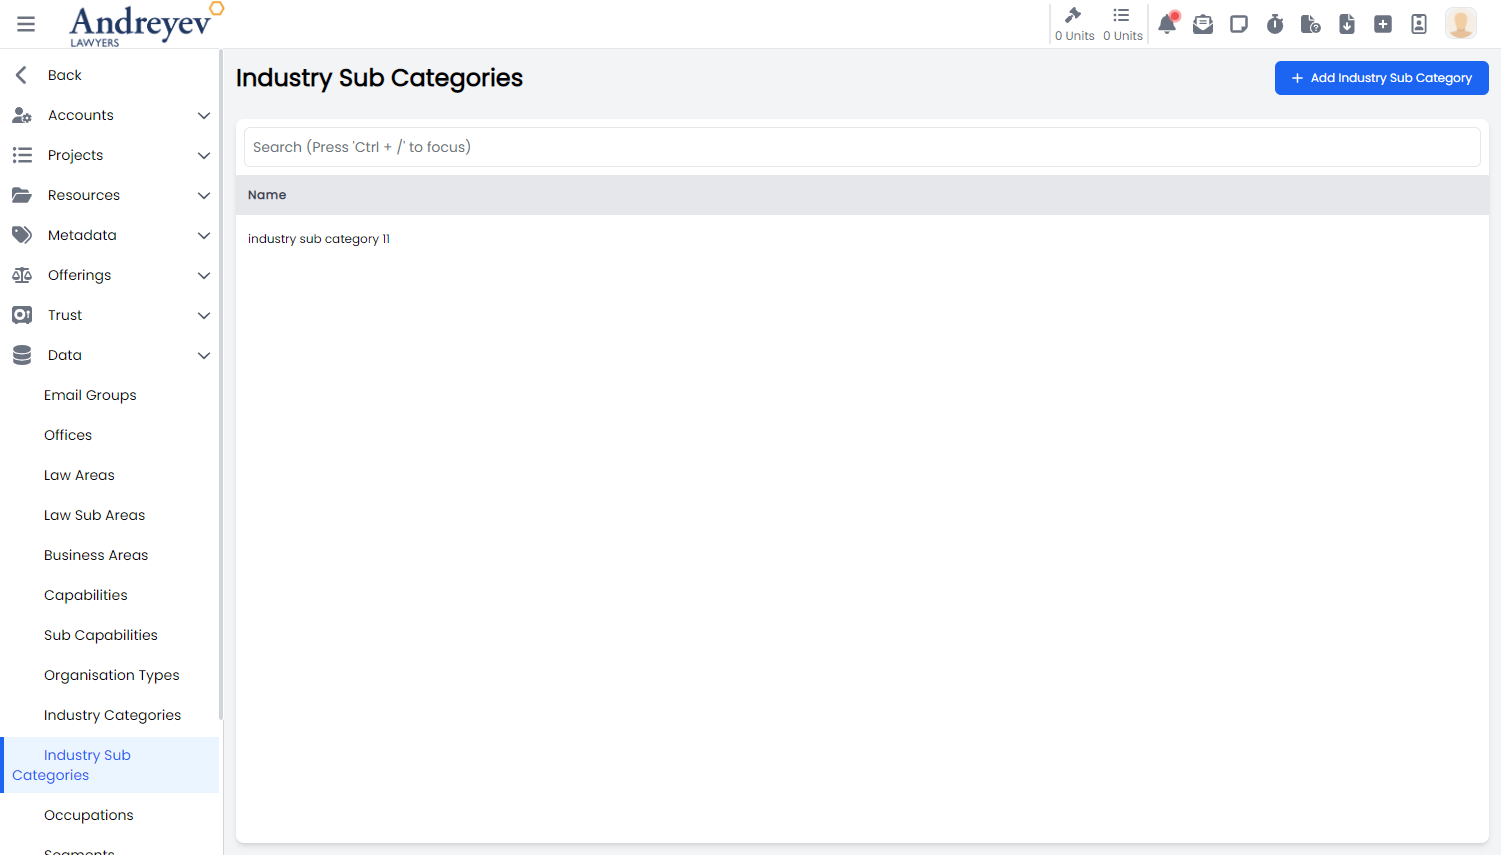 Andreyev
LAWYERS
0 Units
0 Units
Back
Accounts
Projects
Resources
Metadata
Offerings
Trust
Data
Email Groups
Offices
Law Areas
Law Sub Areas
Business Areas
Capabilities
Sub Capabilities
Organisation Types
Industry Categories
Industry Sub
Categories
Occupations
Segments
Industry Sub Categories
+ Add Industry Sub Category
Search (Press 'Ctrl + /' to focus)
Name
industry sub category 11